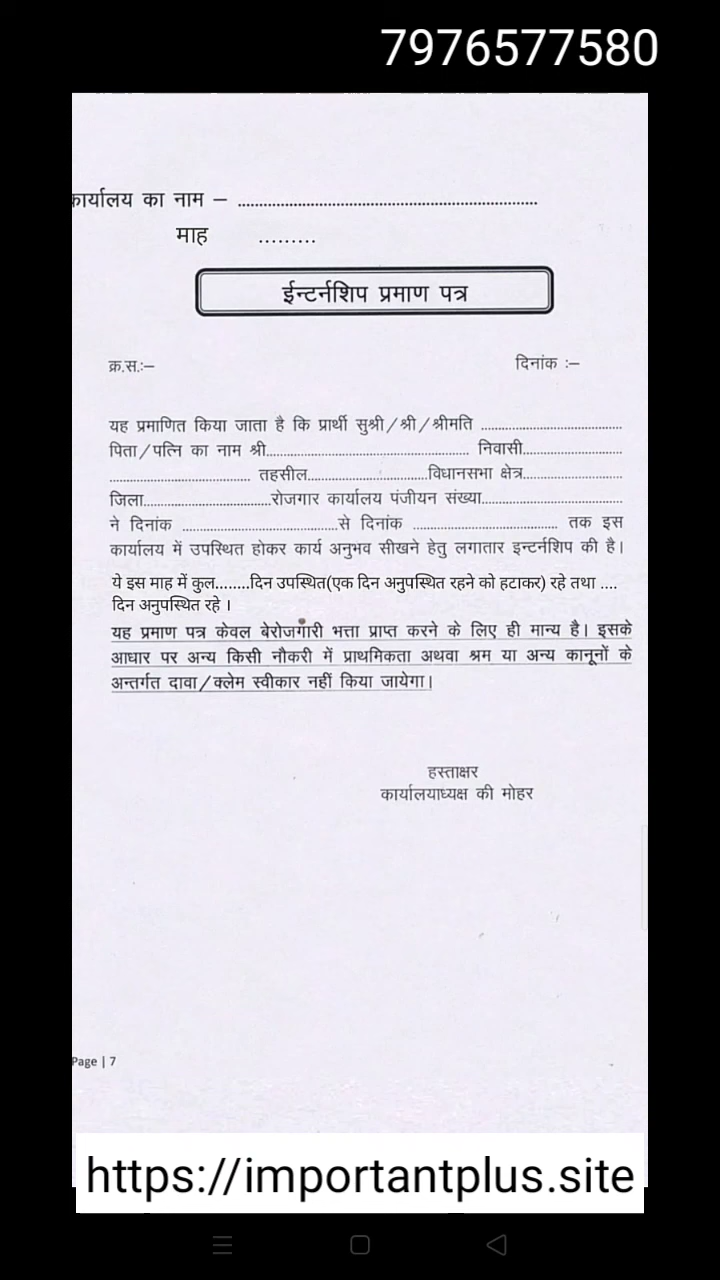 7976577580
कार्यालय का नाम – ......................................................................
माह .........
ईन्टर्नशिप प्रमाण पत्र
क्र.स.:– दिनांक :–
यह प्रमाणित किया जाता है कि प्रार्थी सुश्री/श्री/श्रीमति ....................................
पिता/पत्नि का नाम श्री.................................................... निवासी.........................
.................................... तहसील...............................विधानसभा क्षेत्र.........................
जिला................................रोजगार कार्यालय पंजीयन संख्या....................................
ने दिनांक .......................................से दिनांक ..................................... तक इस
कार्यालय में उपस्थित होकर कार्य अनुभव सीखने हेतु लगातार इन्टर्नशिप की है।
ये इस माह में कुल........दिन उपस्थित(एक दिन अनुपस्थित रहने को हटाकर) रहे तथा ....
दिन अनुपस्थित रहे ।
यह प्रमाण पत्र केवल बेरोजगारी भत्ता प्राप्त करने के लिए ही मान्य है। इसके
आधार पर अन्य किसी नौकरी में प्राथमिकता अथवा श्रम या अन्य कानूनों के
अन्तर्गत दावा/क्लेम स्वीकार नहीं किया जायेगा।
हस्ताक्षर
कार्यालयाध्यक्ष की मोहर
Page | 7
https://importantplus.site